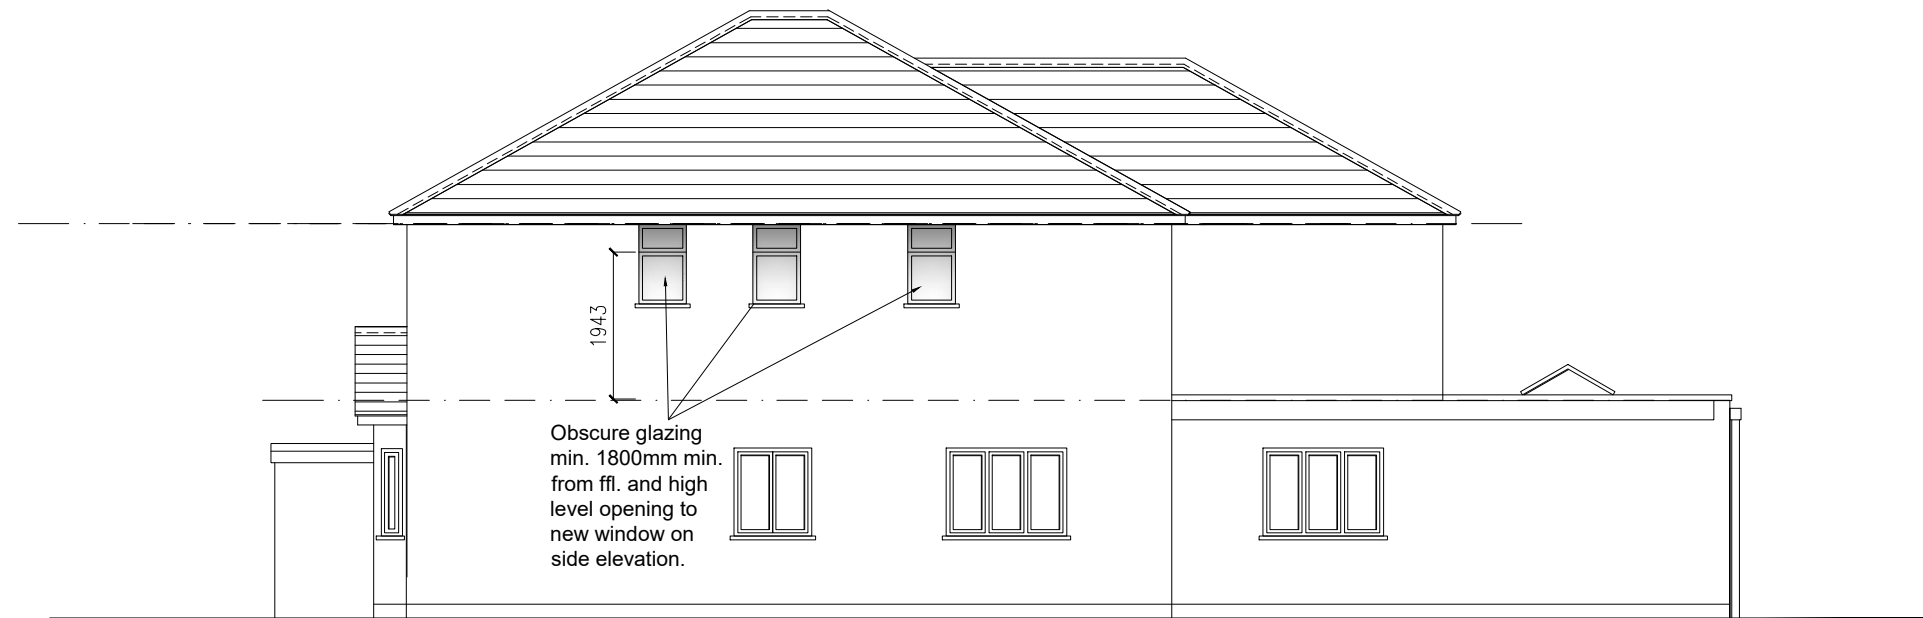 1943
Obscure glazing
min. 1800mm min.
from ffl. and high
level opening to
new window on
side elevation.